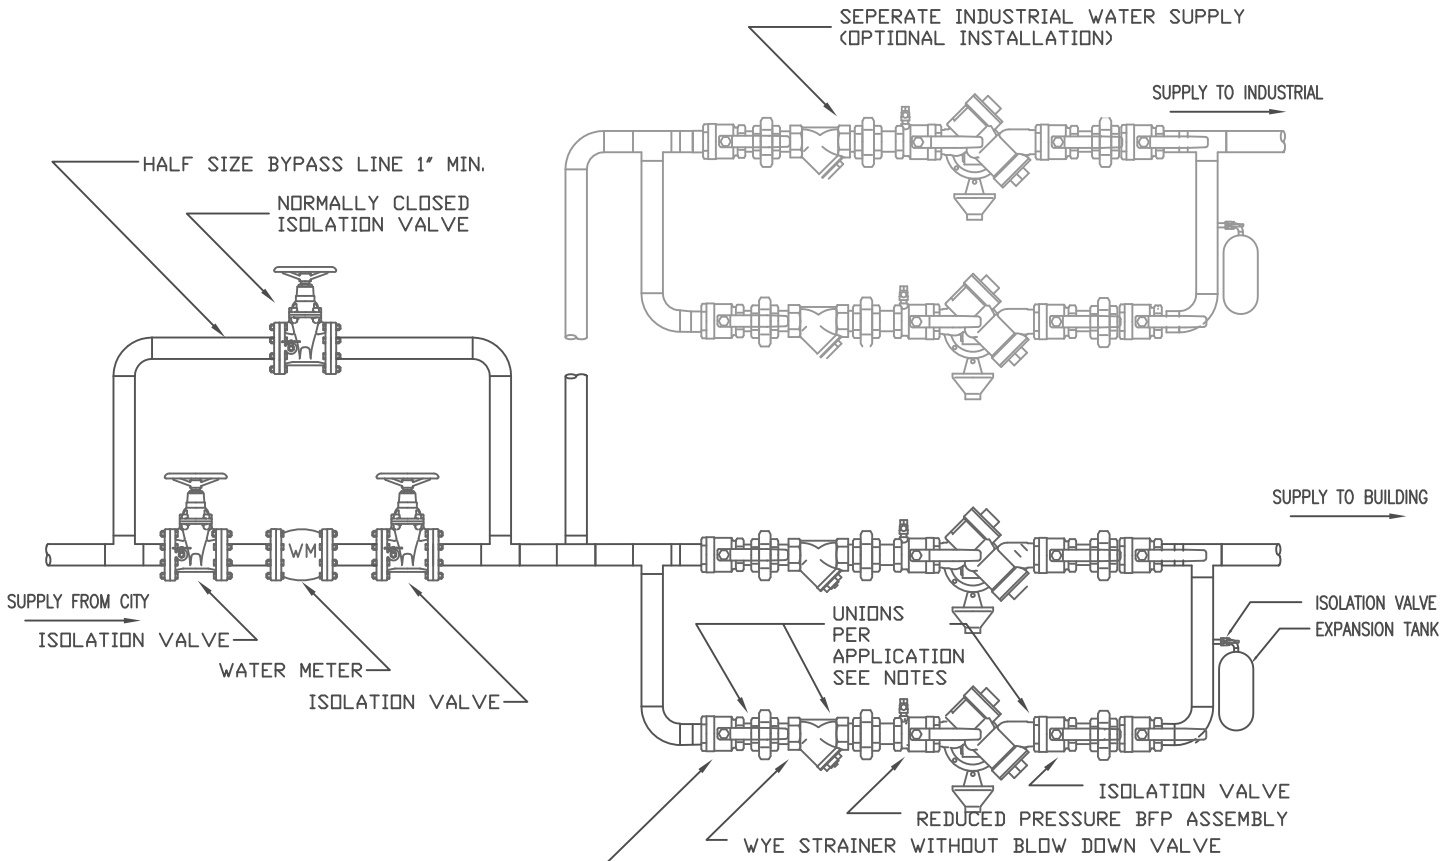 SEPERATE INDUSTRIAL WATER SUPPLY
(OPTIONAL INSTALLATION)
SUPPLY TO INDUSTRIAL
HALF SIZE BYPASS LINE 1" MIN.
NORMALLY CLOSED
ISOLATION VALVE
SUPPLY TO BUILDING
WM
SUPPLY FROM CITY
ISOLATION VALVE
WATER METER
ISOLATION VALVE
UNIONS
PER
APPLICATION
SEE NOTES
ISOLATION VALVE
EXPANSION TANK
ISOLATION VALVE
REDUCED PRESSURE BFP ASSEMBLY
WYE STRAINER WITHOUT BLOW DOWN VALVE